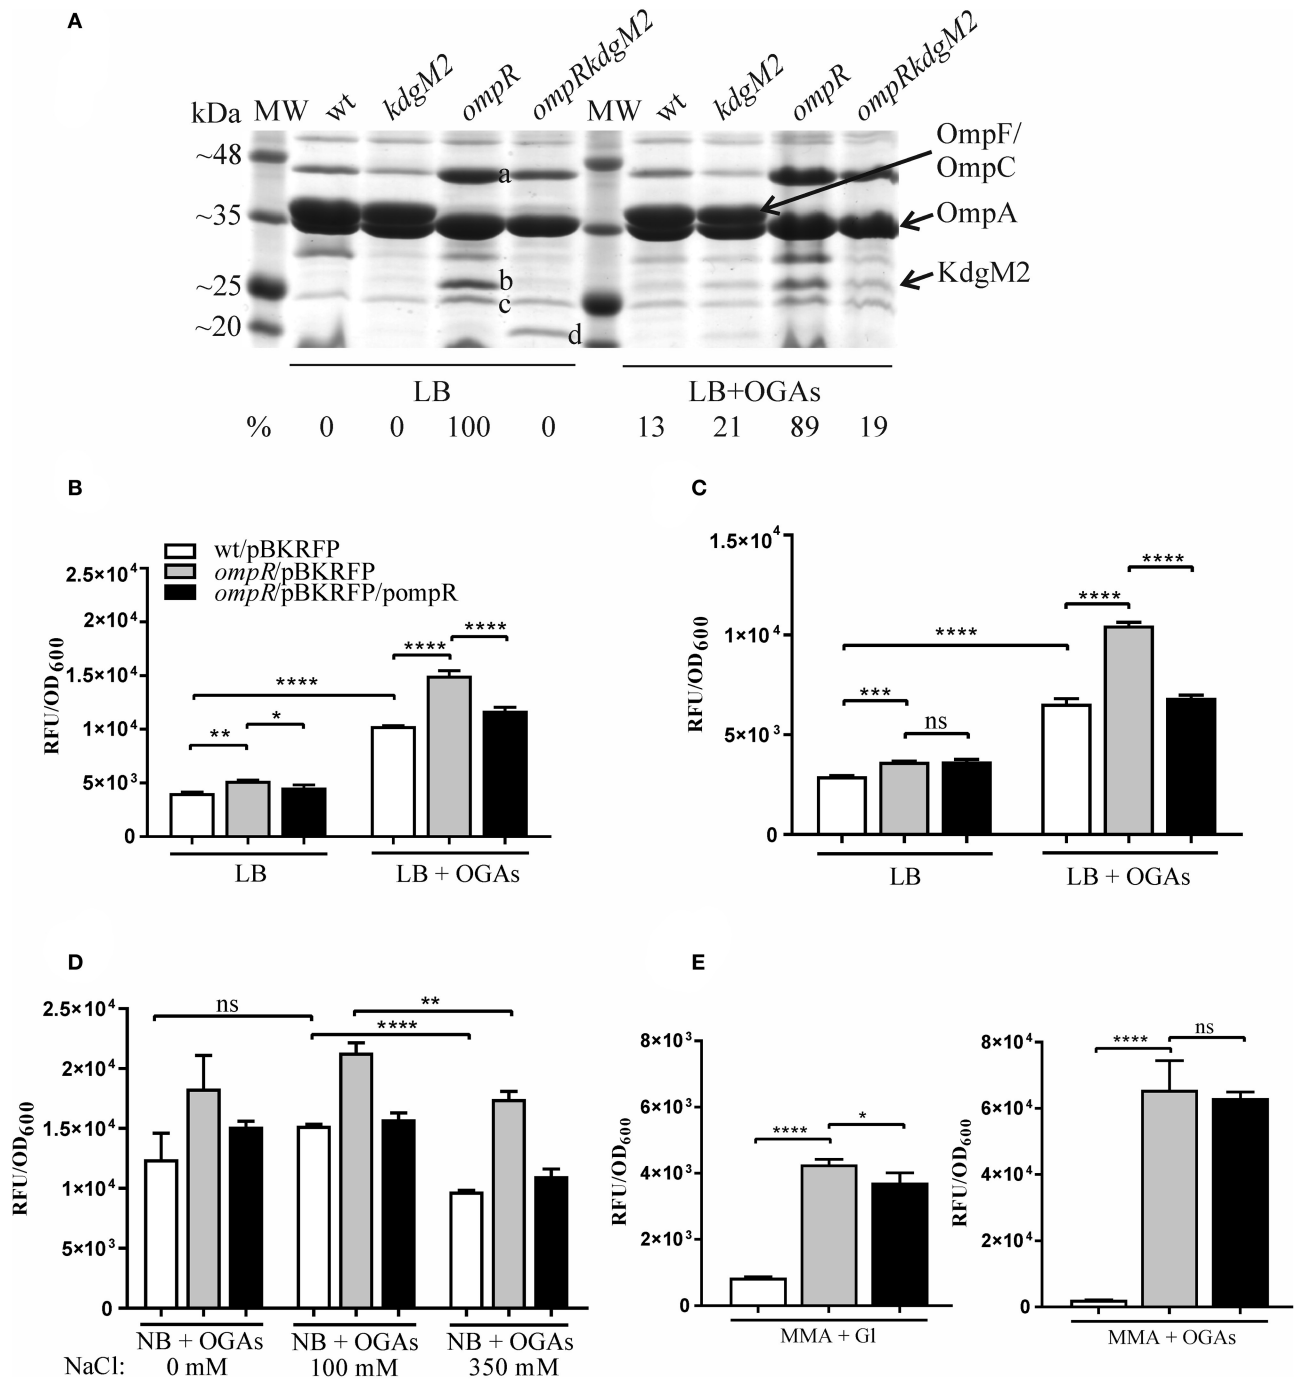 A
kDa MW wt kdgM2 ompR ompRkdgM2 MW wt kdgM2 ompR ompRkdgM2
~48
~35
~25
~20
a
b
c
d
OmpF/
OmpC
OmpA
KdgM2
LB LB+OGAs
% 0 0 100 0 13 21 89 19
B
wt/pBKRFP
ompR/pBKRFP
ompR/pBKRFP/pompR
RFU/OD600
2.5×10⁴
2×10⁴
1.5×10⁴
1×10⁴
5×10³
0
**
*
****
****
****
LB LB + OGAs
C
RFU/OD600
1.5×10⁴
1×10⁴
5×10³
0
***
ns
****
****
****
LB LB + OGAs
D
RFU/OD600
2.5×10⁴
2×10⁴
1.5×10⁴
1×10⁴
5×10³
0
ns
**
****
NB + OGAs NB + OGAs NB + OGAs
NaCl: 0 mM 100 mM 350 mM
E
RFU/OD600
8×10³
6×10³
4×10³
2×10³
0
****
*
MMA + Gl
RFU/OD600
8×10⁴
6×10⁴
4×10⁴
2×10⁴
0
****
ns
MMA + OGAs